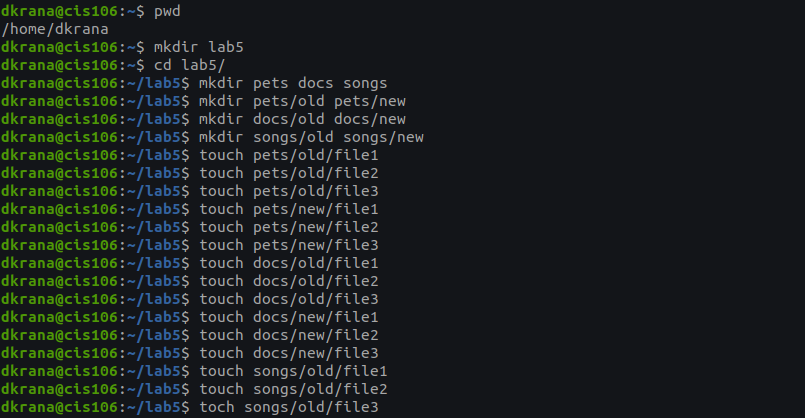 dkrana@cis106:~$ pwd
/home/dkrana
dkrana@cis106:~$ mkdir lab5
dkrana@cis106:~$ cd lab5/
dkrana@cis106:~/lab5$ mkdir pets docs songs
dkrana@cis106:~/lab5$ mkdir pets/old pets/new
dkrana@cis106:~/lab5$ mkdir docs/old docs/new
dkrana@cis106:~/lab5$ mkdir songs/old songs/new
dkrana@cis106:~/lab5$ touch pets/old/file1
dkrana@cis106:~/lab5$ touch pets/old/file2
dkrana@cis106:~/lab5$ touch pets/old/file3
dkrana@cis106:~/lab5$ touch pets/new/file1
dkrana@cis106:~/lab5$ touch pets/new/file2
dkrana@cis106:~/lab5$ touch pets/new/file3
dkrana@cis106:~/lab5$ touch docs/old/file1
dkrana@cis106:~/lab5$ touch docs/old/file2
dkrana@cis106:~/lab5$ touch docs/old/file3
dkrana@cis106:~/lab5$ touch docs/new/file1
dkrana@cis106:~/lab5$ touch docs/new/file2
dkrana@cis106:~/lab5$ touch docs/new/file3
dkrana@cis106:~/lab5$ touch songs/old/file1
dkrana@cis106:~/lab5$ touch songs/old/file2
dkrana@cis106:~/lab5$ toch songs/old/file3